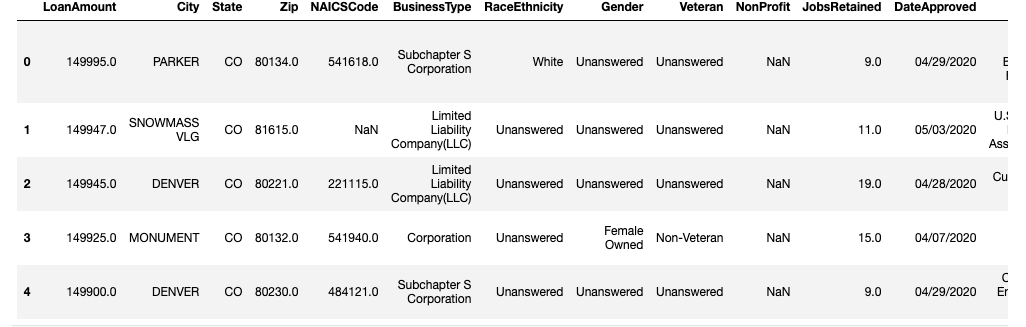 LoanAmount City State Zip NAICSCode BusinessType RaceEthnicity Gender Veteran NonProfit JobsRetained DateApproved
0 149995.0 PARKER CO 80134.0 541618.0 Subchapter S Corporation White Unanswered Unanswered NaN 9.0 04/29/2020
1 149947.0 SNOWMASS VLG CO 81615.0 NaN Limited Liability Company(LLC) Unanswered Unanswered Unanswered NaN 11.0 05/03/2020
2 149945.0 DENVER CO 80221.0 221115.0 Limited Liability Company(LLC) Unanswered Unanswered Unanswered NaN 19.0 04/28/2020
3 149925.0 MONUMENT CO 80132.0 541940.0 Corporation Unanswered Female Owned Non-Veteran NaN 15.0 04/07/2020
4 149900.0 DENVER CO 80230.0 484121.0 Subchapter S Corporation Unanswered Unanswered Unanswered NaN 9.0 04/29/2020